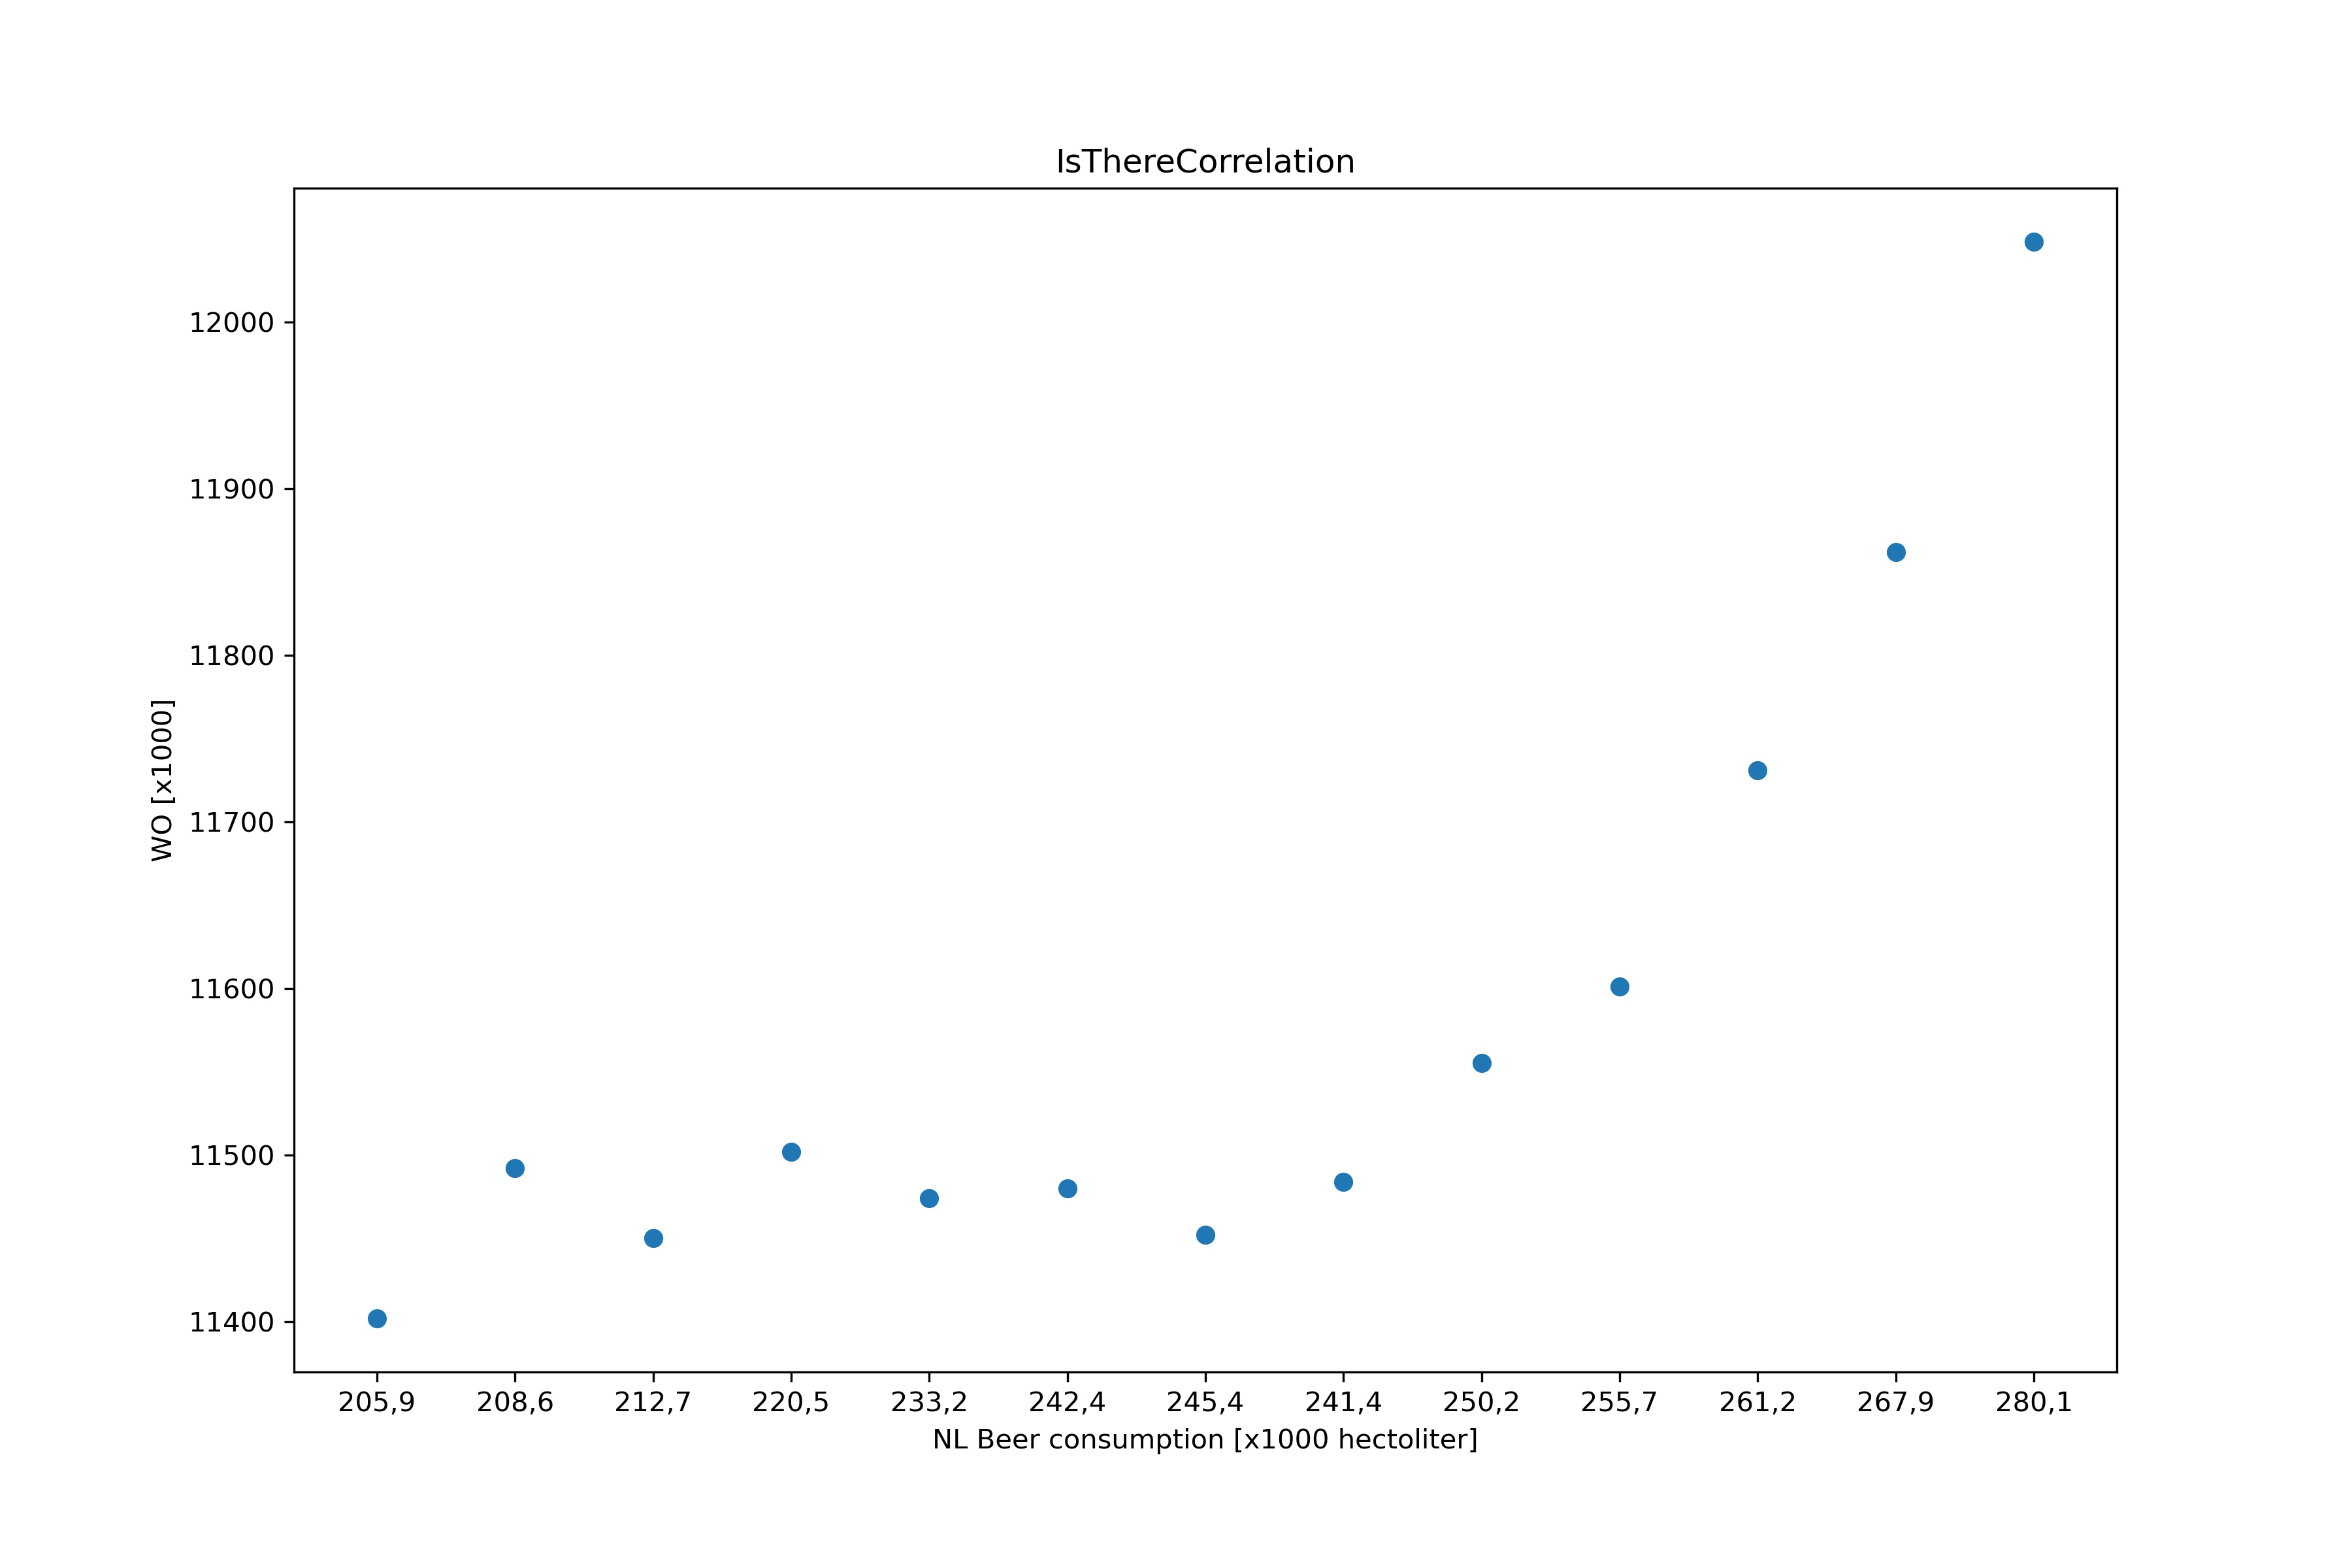 IsThereCorrelation
12000
11900
11800
11700
11600
11500
11400
WO [x1000]
205,9 208,6 212,7 220,5 233,2 242,4 245,4 241,4 250,2 255,7 261,2 267,9 280,1
NL Beer consumption [x1000 hectoliter]